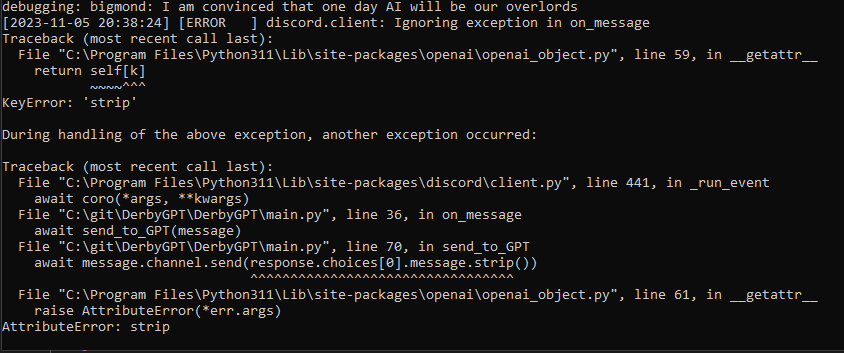 debugging: bigmond: I am convinced that one day AI will be our overlords
[2023-11-05 20:38:24] [ERROR   ] discord.client: Ignoring exception in on_message
Traceback (most recent call last):
  File "C:\Program Files\Python311\Lib\site-packages\openai\openai_object.py", line 59, in __getattr__
    return self[k]
           ~~~~^^^
KeyError: 'strip'

During handling of the above exception, another exception occurred:

Traceback (most recent call last):
  File "C:\Program Files\Python311\Lib\site-packages\discord\client.py", line 441, in _run_event
    await coro(*args, **kwargs)
  File "C:\git\DerbyGPT\DerbyGPT\main.py", line 36, in on_message
    await send_to_GPT(message)
  File "C:\git\DerbyGPT\DerbyGPT\main.py", line 70, in send_to_GPT
    await message.channel.send(response.choices[0].message.strip())
                               ^^^^^^^^^^^^^^^^^^^^^^^^^^^^^^^^^
  File "C:\Program Files\Python311\Lib\site-packages\openai\openai_object.py", line 61, in __getattr__
    raise AttributeError(*err.args)
AttributeError: strip